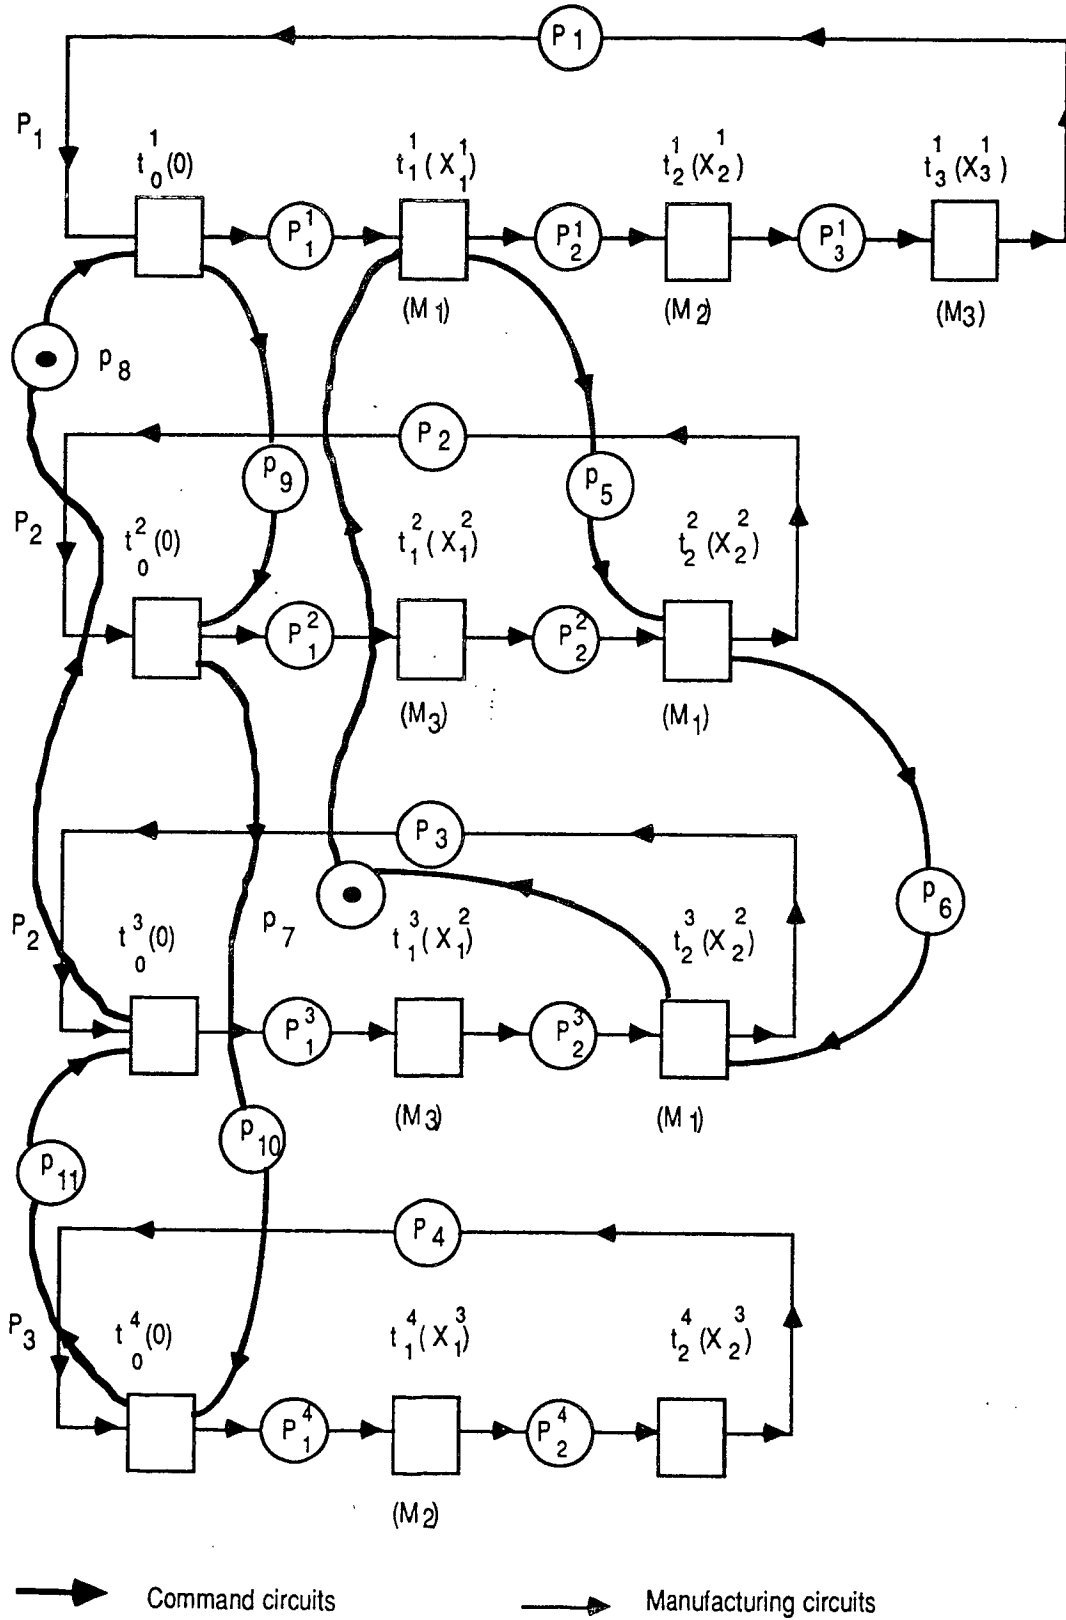 P1
P1
t¹₀(0)
t¹₁(X¹₁)
t¹₂(X¹₂)
t¹₃(X¹₃)
P¹₁
P¹₂
P¹₃
(M1)
(M2)
(M3)
p8
P2
p9
p5
P2
t²₀(0)
t²₁(X²₁)
t²₂(X²₂)
P²₁
P²₂
(M3)
(M1)
P3
p6
P2
t³₀(0)
p7
t³₁(X²₁)
t³₂(X²₂)
P³₁
P³₂
(M3)
(M1)
p10
p11
P4
P3
t⁴₀(0)
t⁴₁(X³₁)
t⁴₂(X³₂)
P⁴₁
P⁴₂
(M2)
Command circuits
Manufacturing circuits